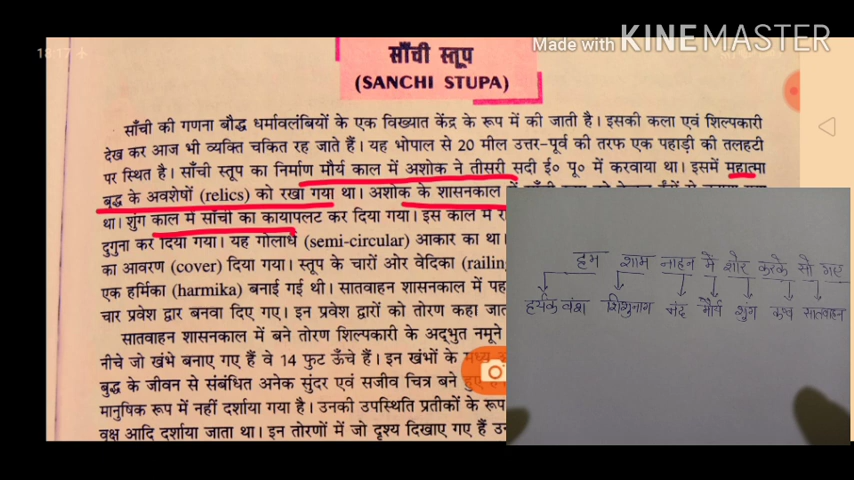 18:17
Made with KINEMASTER
साँची स्तूप
(SANCHI STUPA)
साँची की गणना बौद्ध धर्मावलंबियों के एक विख्यात केंद्र के रूप में की जाती है। इसकी कला एवं शिल्पकारी
देख कर आज भी व्यक्ति चकित रह जाते हैं। यह भोपाल से 20 मील उत्तर-पूर्व की तरफ एक पहाड़ी की तलहटी
पर स्थित है। साँची स्तूप का निर्माण मौर्य काल में अशोक ने तीसरी सदी ई० पू० में करवाया था। इसमें महात्मा
बुद्ध के अवशेषों (relics) को रखा गया था। अशोक के शासनकाल
था। शुंग काल में साँची का कायापलट कर दिया गया। इस काल में
दुगुना कर दिया गया। यह गोलार्ध (semi-circular) आकार का था।
का आवरण (cover) दिया गया। स्तूप के चारों ओर वेदिका (railing
एक हर्मिका (harmika) बनाई गई थी। सातवाहन शासनकाल में
चार प्रवेश द्वार बनवा दिए गए। इन प्रवेश द्वारों को तोरण कहा
सातवाहन शासनकाल में बने तोरण शिल्पकारी के अद्भुत नमूने
नीचे जो खंभे बनाए गए हैं वे 14 फुट ऊँचे हैं। इन खंभों के मध्य
बुद्ध के जीवन से संबंधित अनेक सुंदर एवं सजीव चित्र बने हुए
मानुषिक रूप में नहीं दर्शाया गया है। उनकी उपस्थिति प्रतीकों के रूप
वृक्ष आदि दर्शाया जाता था। इन तोरणों में जो दृश्य दिखाए गए हैं
हम शाम नाहन में शोर करके सो गए
हर्यक वंश शिशुनाग नंद मौर्य शुंग कण्व सातवाहन